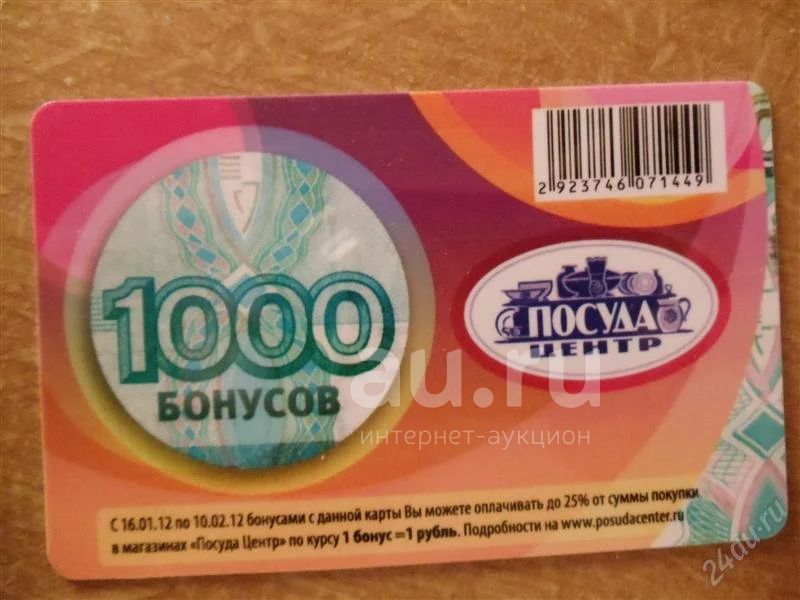 2 923746 071449
ПОСУДА
ЦЕНТР
1000
БОНУСОВ
au.ru
интернет-аукцион
С 16.01.12 по 10.02.12 бонусами с данной карты Вы можете оплачивать до 25% от суммы покупки
в магазинах «Посуда Центр» по курсу 1 бонус =1 рубль. Подробности на www.posudacenter.ru
24au.ru